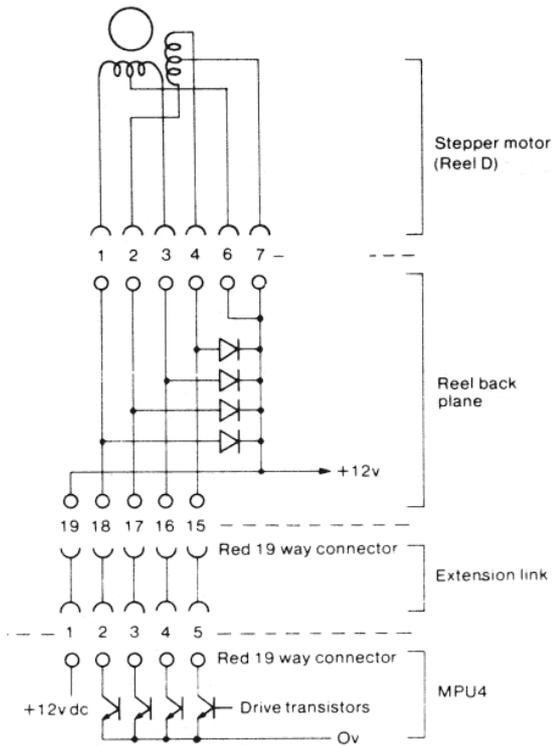 Stepper motor
(Reel D)
1 2 3 4 6 7
Reel back
plane
+12v
19 18 17 16 15
Red 19 way connector
Extension link
1 2 3 4 5
Red 19 way connector
MPU4
+12v dc
Drive transistors
Ov